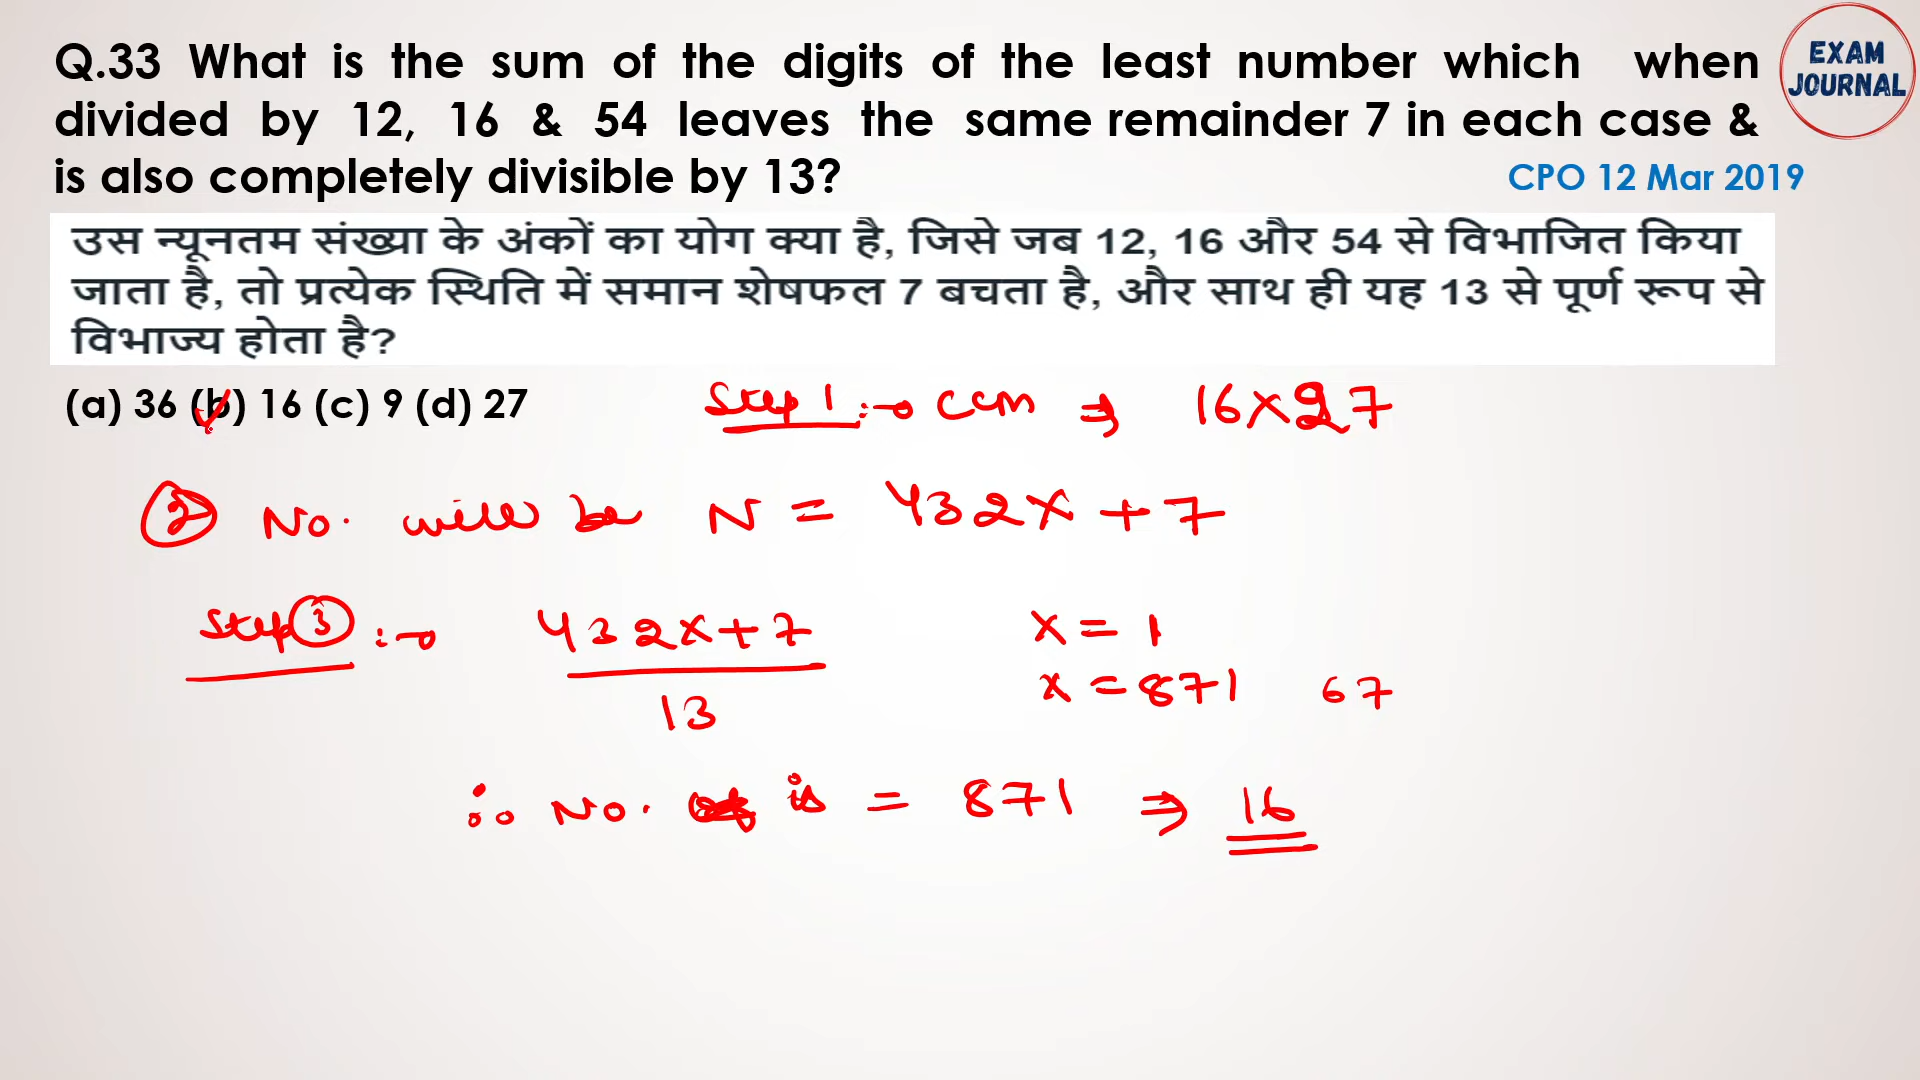 Q.33 What is the sum of the digits of the least number which when
divided by 12, 16 & 54 leaves the same remainder 7 in each case &
is also completely divisible by 13?
CPO 12 Mar 2019
EXAM
JOURNAL
उस न्यूनतम संख्या के अंकों का योग क्या है, जिसे जब 12, 16 और 54 से विभाजित किया
जाता है, तो प्रत्येक स्थिति में समान शेषफल 7 बचता है, और साथ ही यह 13 से पूर्ण रूप से
विभाज्य होता है?
(a) 36 (b) 16 (c) 9 (d) 27
Step 1 :→ LCM ⇒ 16×27
② No. will be N = 432x + 7
Step ③ :→ 432x+7
13
x = 1
x = 871 67
∴ No. is = 871 ⇒ 16